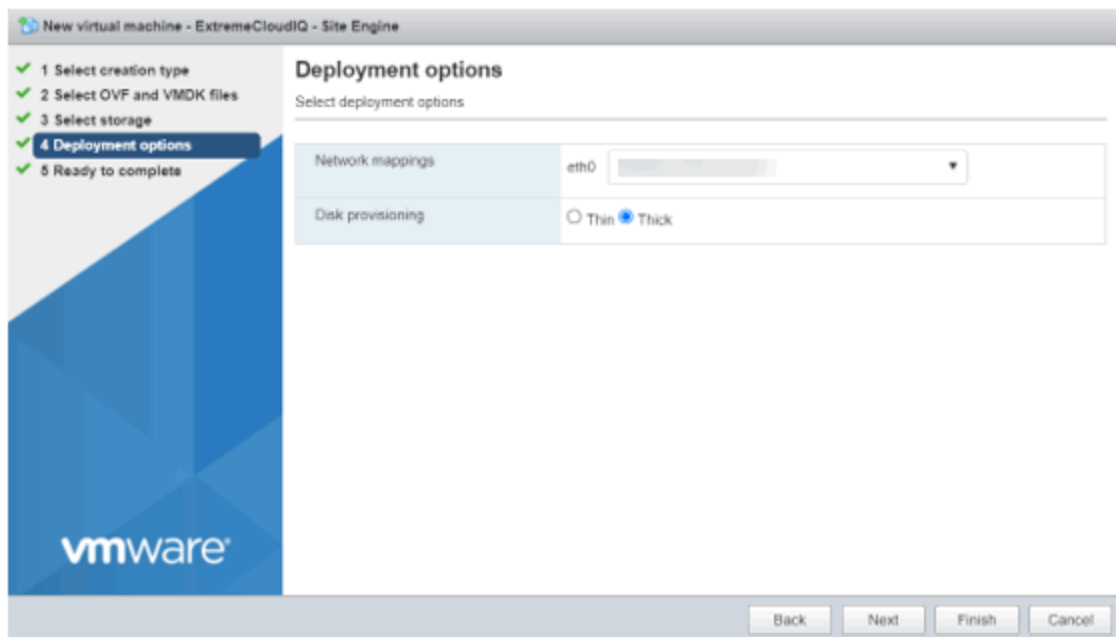 New virtual machine - ExtremeCloudIQ - Site Engine
1 Select creation type
2 Select OVF and VMDK files
3 Select storage
4 Deployment options
5 Ready to complete
Deployment options
Select deployment options
Network mappings
eth0
Disk provisioning
Thin Thick
vmware®
Back Next Finish Cancel